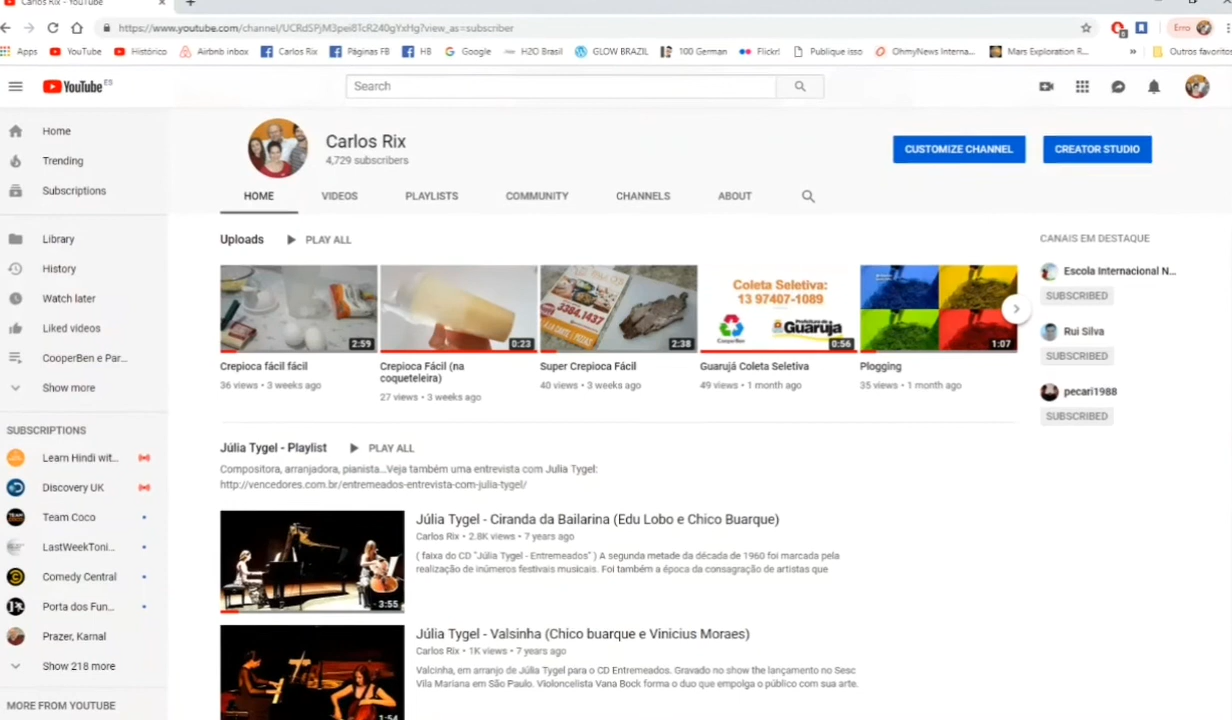 Carlos Rix - YouTube
https://www.youtube.com/channel/UCRd5PjM3pei8TcR240gYxHg?view_as=subscriber
Erro
Apps YouTube Histórico Airbnb inbox Carlos Rix Páginas FB HB Google H2O Brasil GLOW BRAZIL 100 German Flickr! Publique isso OhmyNews Interna... Mars Exploration R... » Outros favoritos
YouTube ES
Search
Home
Trending
Subscriptions
Library
History
Watch later
Liked videos
CooperBen e Par...
Show more
SUBSCRIPTIONS
Learn Hindi wit...
Discovery UK
Team Coco
LastWeekToni...
Comedy Central
Porta dos Fun...
Prazer, Karnal
Show 218 more
MORE FROM YOUTUBE
Carlos Rix
4,729 subscribers
CUSTOMIZE CHANNEL
CREATOR STUDIO
HOME VIDEOS PLAYLISTS COMMUNITY CHANNELS ABOUT
Uploads PLAY ALL
2:59
Crepioca fácil fácil
36 views • 3 weeks ago
0:23
Crepioca Fácil (na
coqueteleira)
27 views • 3 weeks ago
3384.1437
2:38
Super Crepioca Fácil
40 views • 3 weeks ago
Coleta Seletiva:
13 97407-1089
CooperBen
Prefeitura de
Guarujá
0:56
Guarujá Coleta Seletiva
49 views • 1 month ago
1:07
Plogging
35 views • 1 month ago
CANAIS EM DESTAQUE
Escola Internacional N...
SUBSCRIBED
Rui Silva
SUBSCRIBED
pecari1988
SUBSCRIBED
Júlia Tygel - Playlist PLAY ALL
Compositora, arranjadora, pianista...Veja também uma entrevista com Julia Tygel:
http://vencedores.com.br/entremeados-entrevista-com-julia-tygel/
3:55
Júlia Tygel - Ciranda da Bailarina (Edu Lobo e Chico Buarque)
Carlos Rix • 2.8K views • 7 years ago
( faixa do CD "Júlia Tygel - Entremeados" ) A segunda metade da década de 1960 foi marcada pela
realização de inúmeros festivais musicais. Foi também a época da consagração de artistas que
1:54
Júlia Tygel - Valsinha (Chico buarque e Vinicius Moraes)
Carlos Rix • 1K views • 7 years ago
Valcinha, em arranjo de Júlia Tygel para o CD Entremeados. Gravado no show the lançamento no Sesc
Vila Mariana em São Paulo. Violoncelista Vana Bock forma o duo que empolga o público com sua arte.